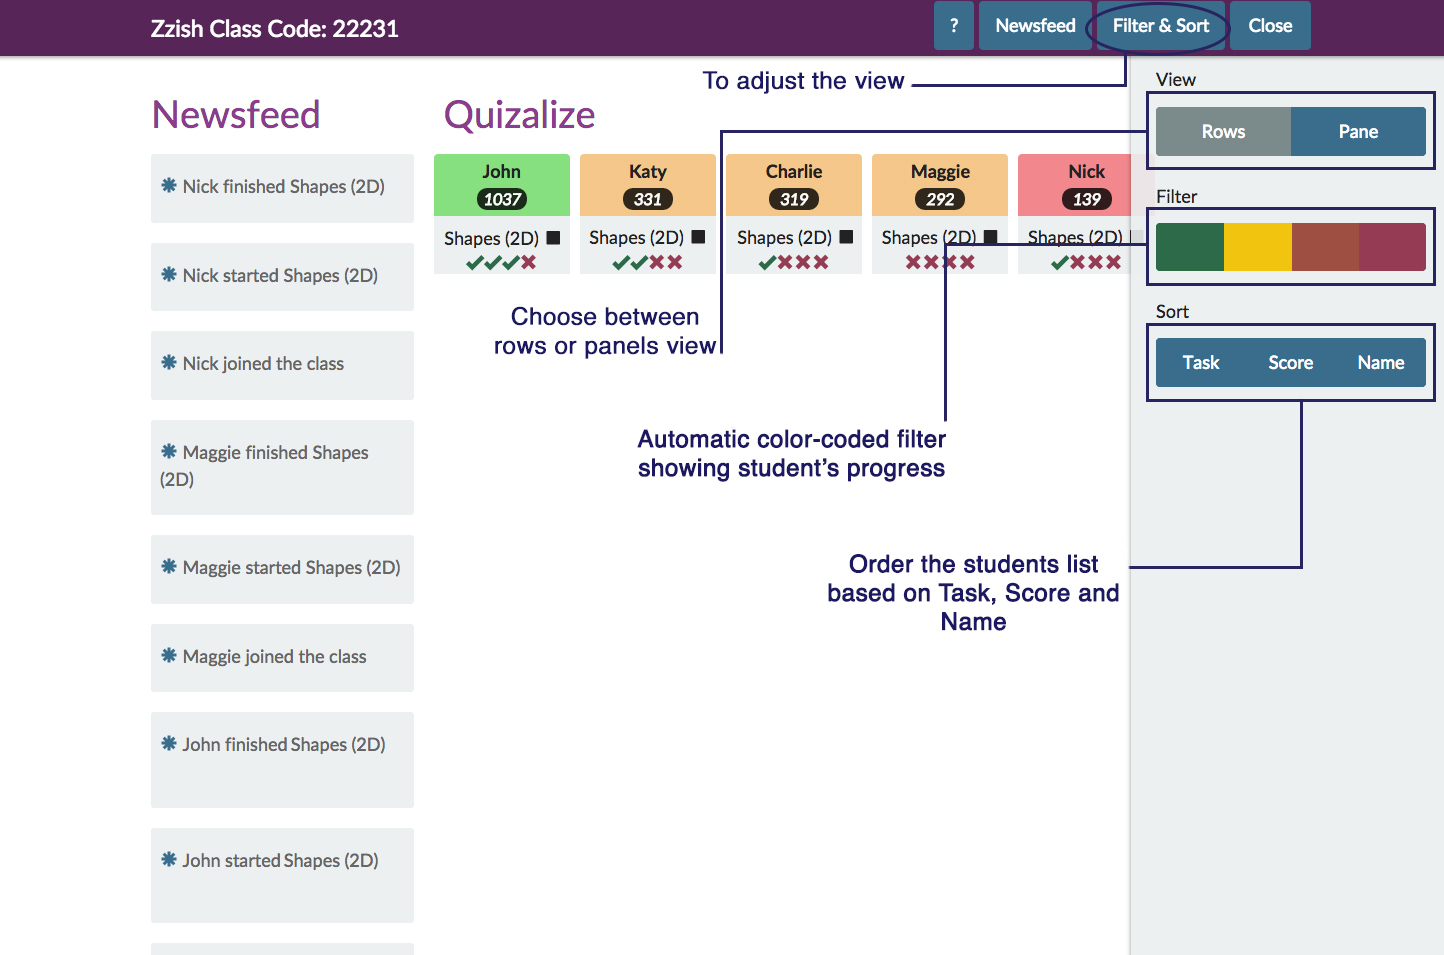 Zzish Class Code: 22231
?
Newsfeed
Filter & Sort
Close
To adjust the view
Newsfeed
Nick finished Shapes (2D)
Nick started Shapes (2D)
Nick joined the class
Maggie finished Shapes
(2D)
Maggie started Shapes (2D)
Maggie joined the class
John finished Shapes (2D)
John started Shapes (2D)
Quizalize
John
1037
Shapes (2D)
Katy
331
Shapes (2D)
Charlie
319
Shapes (2D)
Maggie
292
Shapes (2D)
Nick
139
Shapes (2D)
Choose between
rows or panels view
Automatic color-coded filter
showing student's progress
Order the students list
based on Task, Score and
Name
View
Rows
Pane
Filter
Sort
Task
Score
Name